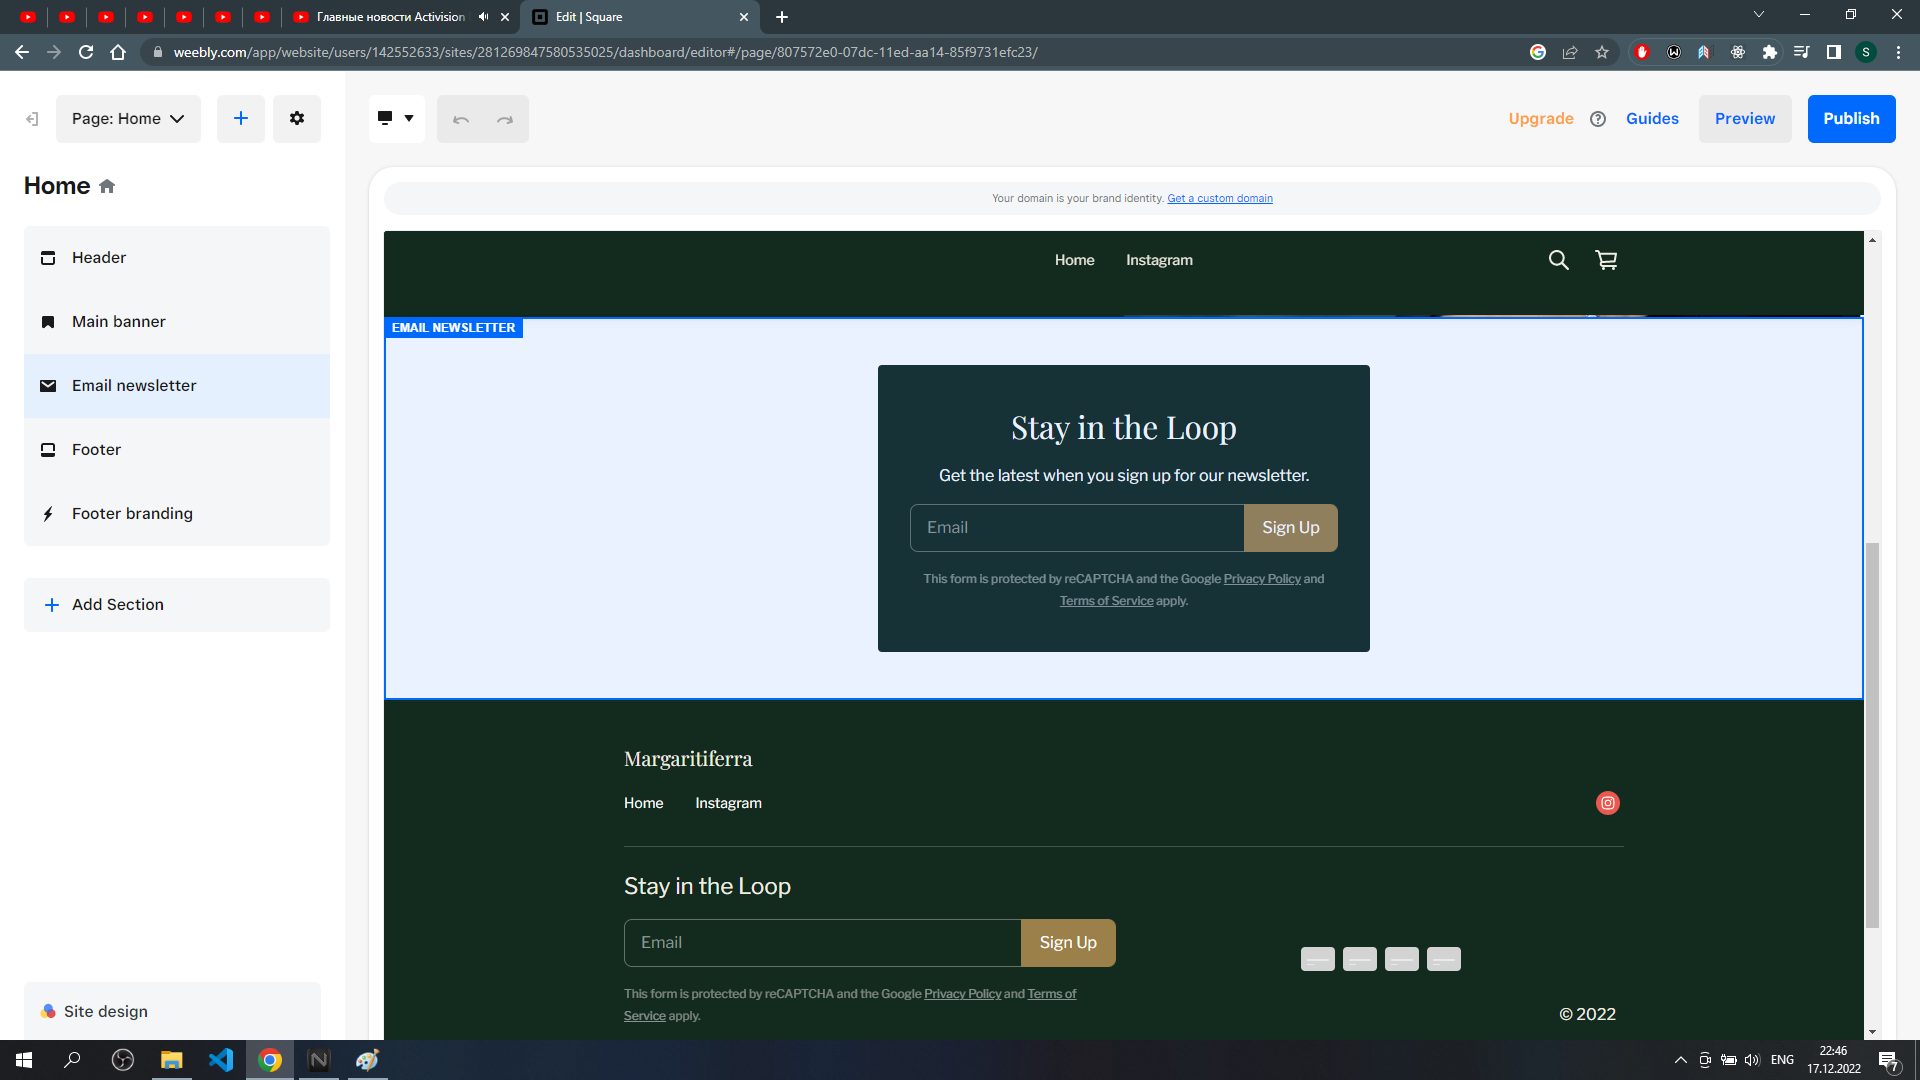 Главные новости Activision
Edit | Square
weebly.com/app/website/users/142552633/sites/281269847580535025/dashboard/editor#/page/807572e0-07dc-11ed-aa14-85f9731efc23/
S
Page: Home
Upgrade
Guides
Preview
Publish
Home
Your domain is your brand identity. Get a custom domain
Header
Main banner
Email newsletter
Footer
Footer branding
Add Section
Site design
Home
Instagram
EMAIL NEWSLETTER
Stay in the Loop
Get the latest when you sign up for our newsletter.
Email
Sign Up
This form is protected by reCAPTCHA and the Google Privacy Policy and
Terms of Service apply.
Margaritiferra
Home
Instagram
Stay in the Loop
Email
Sign Up
This form is protected by reCAPTCHA and the Google Privacy Policy and Terms of
Service apply.
© 2022
ENG
22:46
17.12.2022
7